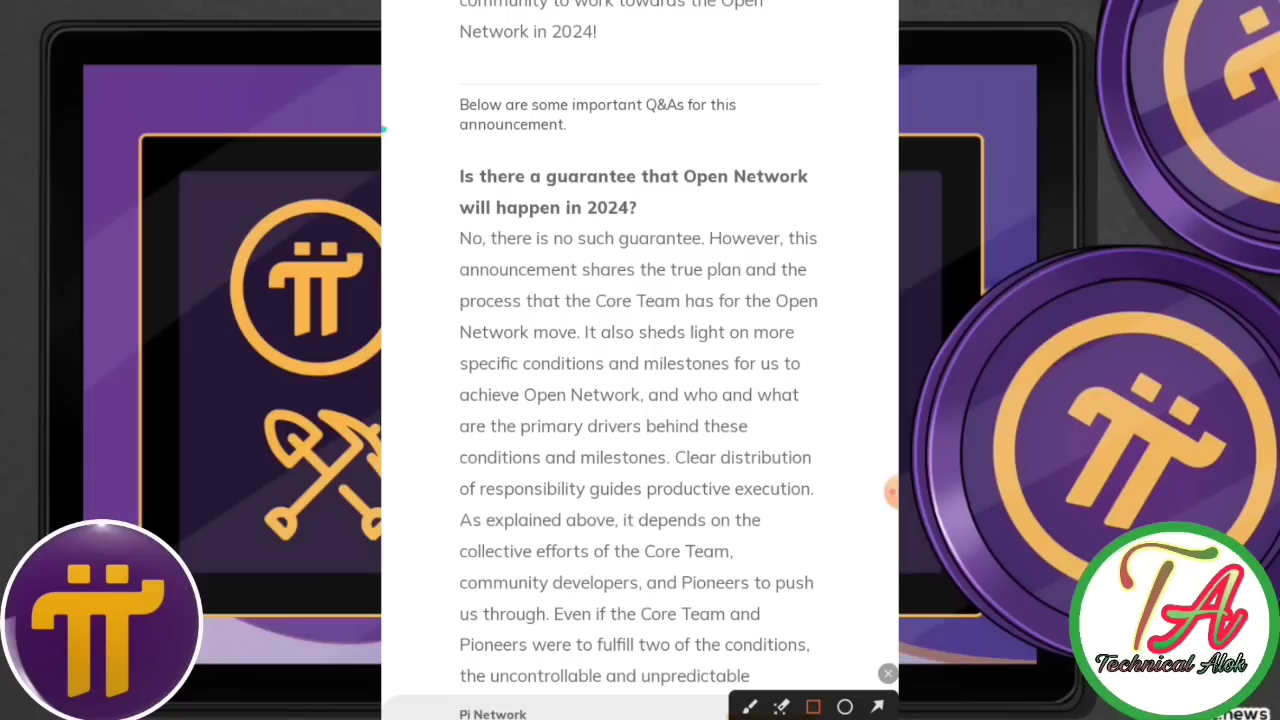 community to work towards the Open
Network in 2024!
Below are some important Q&As for this
announcement.
Is there a guarantee that Open Network
will happen in 2024?
No, there is no such guarantee. However, this
announcement shares the true plan and the
process that the Core Team has for the Open
Network move. It also sheds light on more
specific conditions and milestones for us to
achieve Open Network, and who and what
are the primary drivers behind these
conditions and milestones. Clear distribution
of responsibility guides productive execution.
As explained above, it depends on the
collective efforts of the Core Team,
community developers, and Pioneers to push
us through. Even if the Core Team and
Pioneers were to fulfill two of the conditions,
the uncontrollable and unpredictable
Pi Network
TA
Technical Alok
news